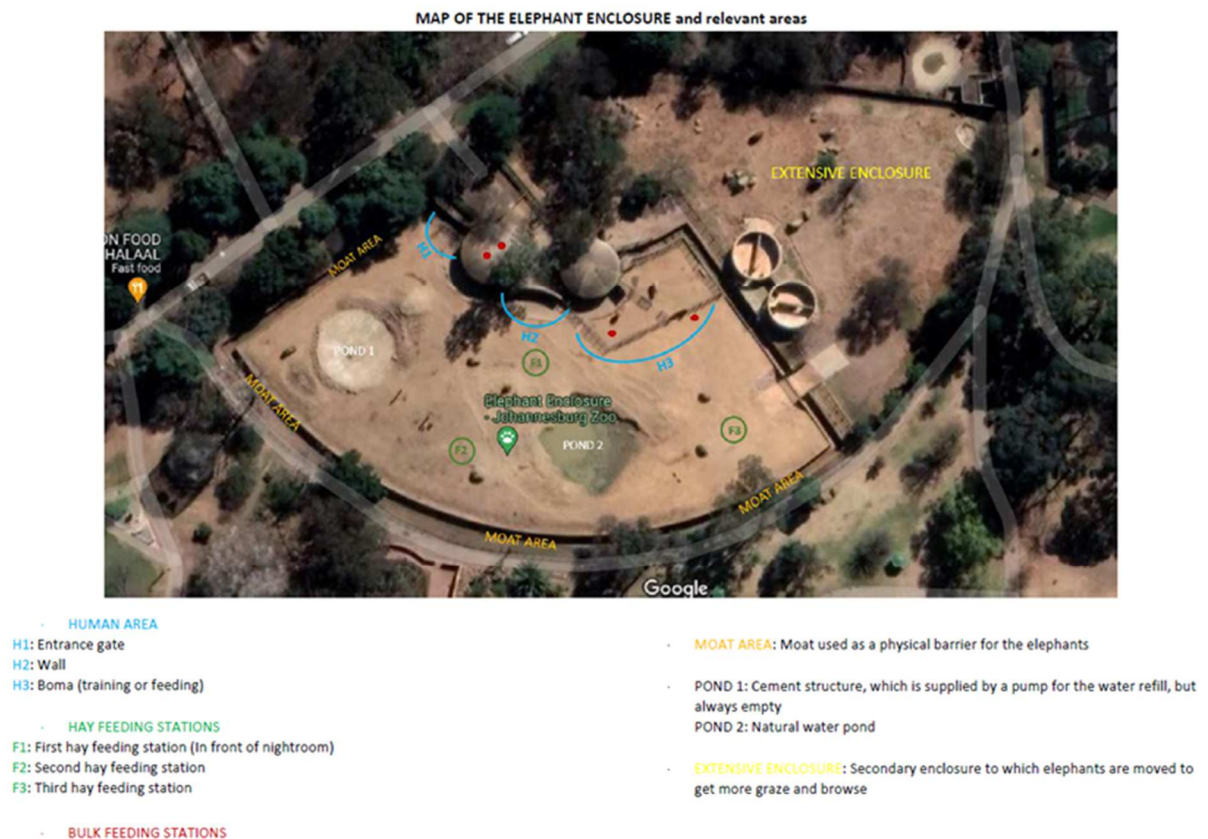 MAP OF THE ELEPHANT ENCLOSURE and relevant areas
EXTENSIVE ENCLOSURE
ON FOOD
HALAAL
Fast food
MOAT AREA
H1
H2
H3
POND 1
F1
Elephant Enclosure
- Johannesburg Zoo
F2
POND 2
F3
MOAT AREA
MOAT AREA
MOAT AREA
Google
· HUMAN AREA
H1: Entrance gate
H2: Wall
H3: Boma (training or feeding)
· HAY FEEDING STATIONS
F1: First hay feeding station (In front of nightroom)
F2: Second hay feeding station
F3: Third hay feeding station
· BULK FEEDING STATIONS
· MOAT AREA: Moat used as a physical barrier for the elephants
· POND 1: Cement structure, which is supplied by a pump for the water refill, but
always empty
POND 2: Natural water pond
· EXTENSIVE ENCLOSURE: Secondary enclosure to which elephants are moved to
get more graze and browse